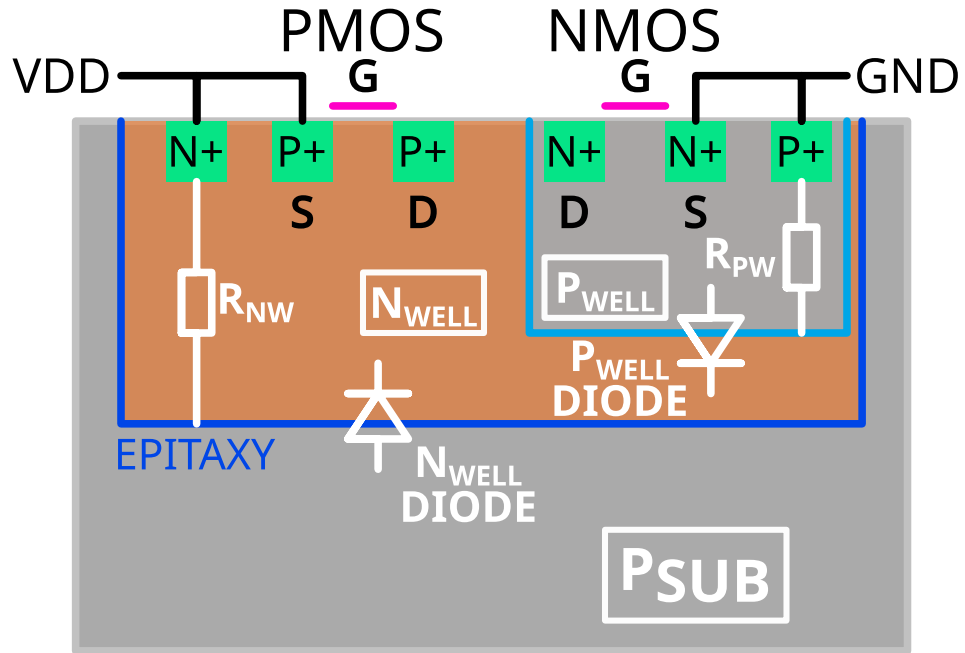 PMOS NMOS
VDD G G GND
N+ P+ P+ N+ N+ P+
S D D S
RPW
RNW NWELL PWELL
PWELL
DIODE
EPITAXY NWELL
DIODE
PSUB